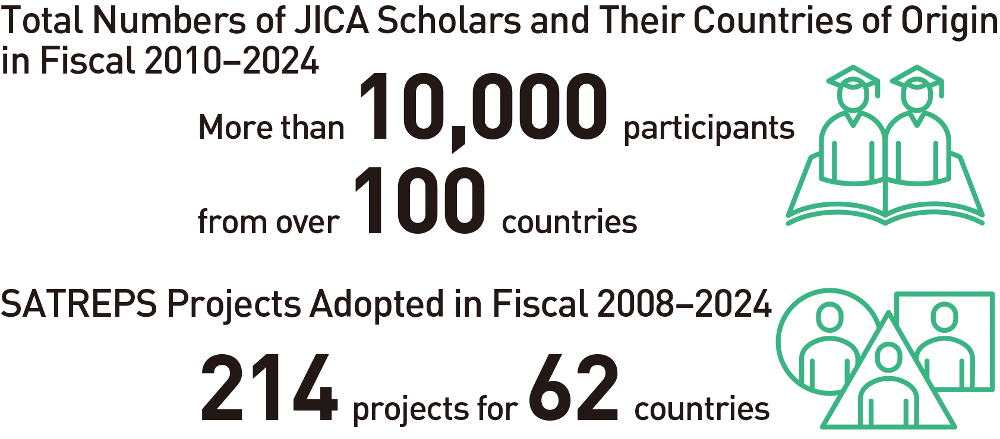 Total Numbers of JICA Scholars and Their Countries of Origin
in Fiscal 2010–2024
More than 10,000 participants
from over 100 countries
SATREPS Projects Adopted in Fiscal 2008–2024
214 projects for 62 countries